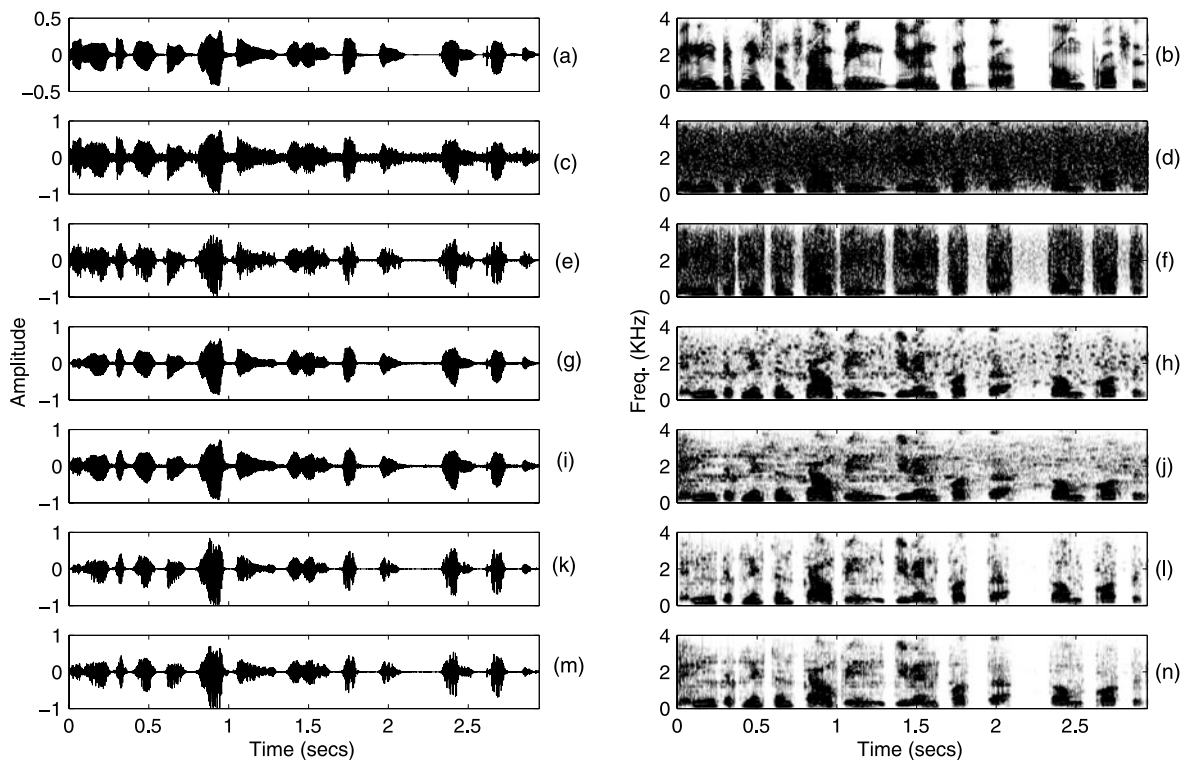 0.5
0
−0.5
(a)
4
2
0
(b)
1
0
−1
(c)
4
2
0
(d)
1
0
−1
(e)
4
2
0
(f)
1
0
−1
(g)
4
2
0
(h)
1
0
−1
(i)
4
2
0
(j)
1
0
−1
(k)
4
2
0
(l)
1
0
−1
(m)
4
2
0
(n)
Amplitude
Freq. (KHz)
0 0.5 1 1.5 2 2.5
Time (secs)
0 0.5 1 1.5 2 2.5
Time (secs)